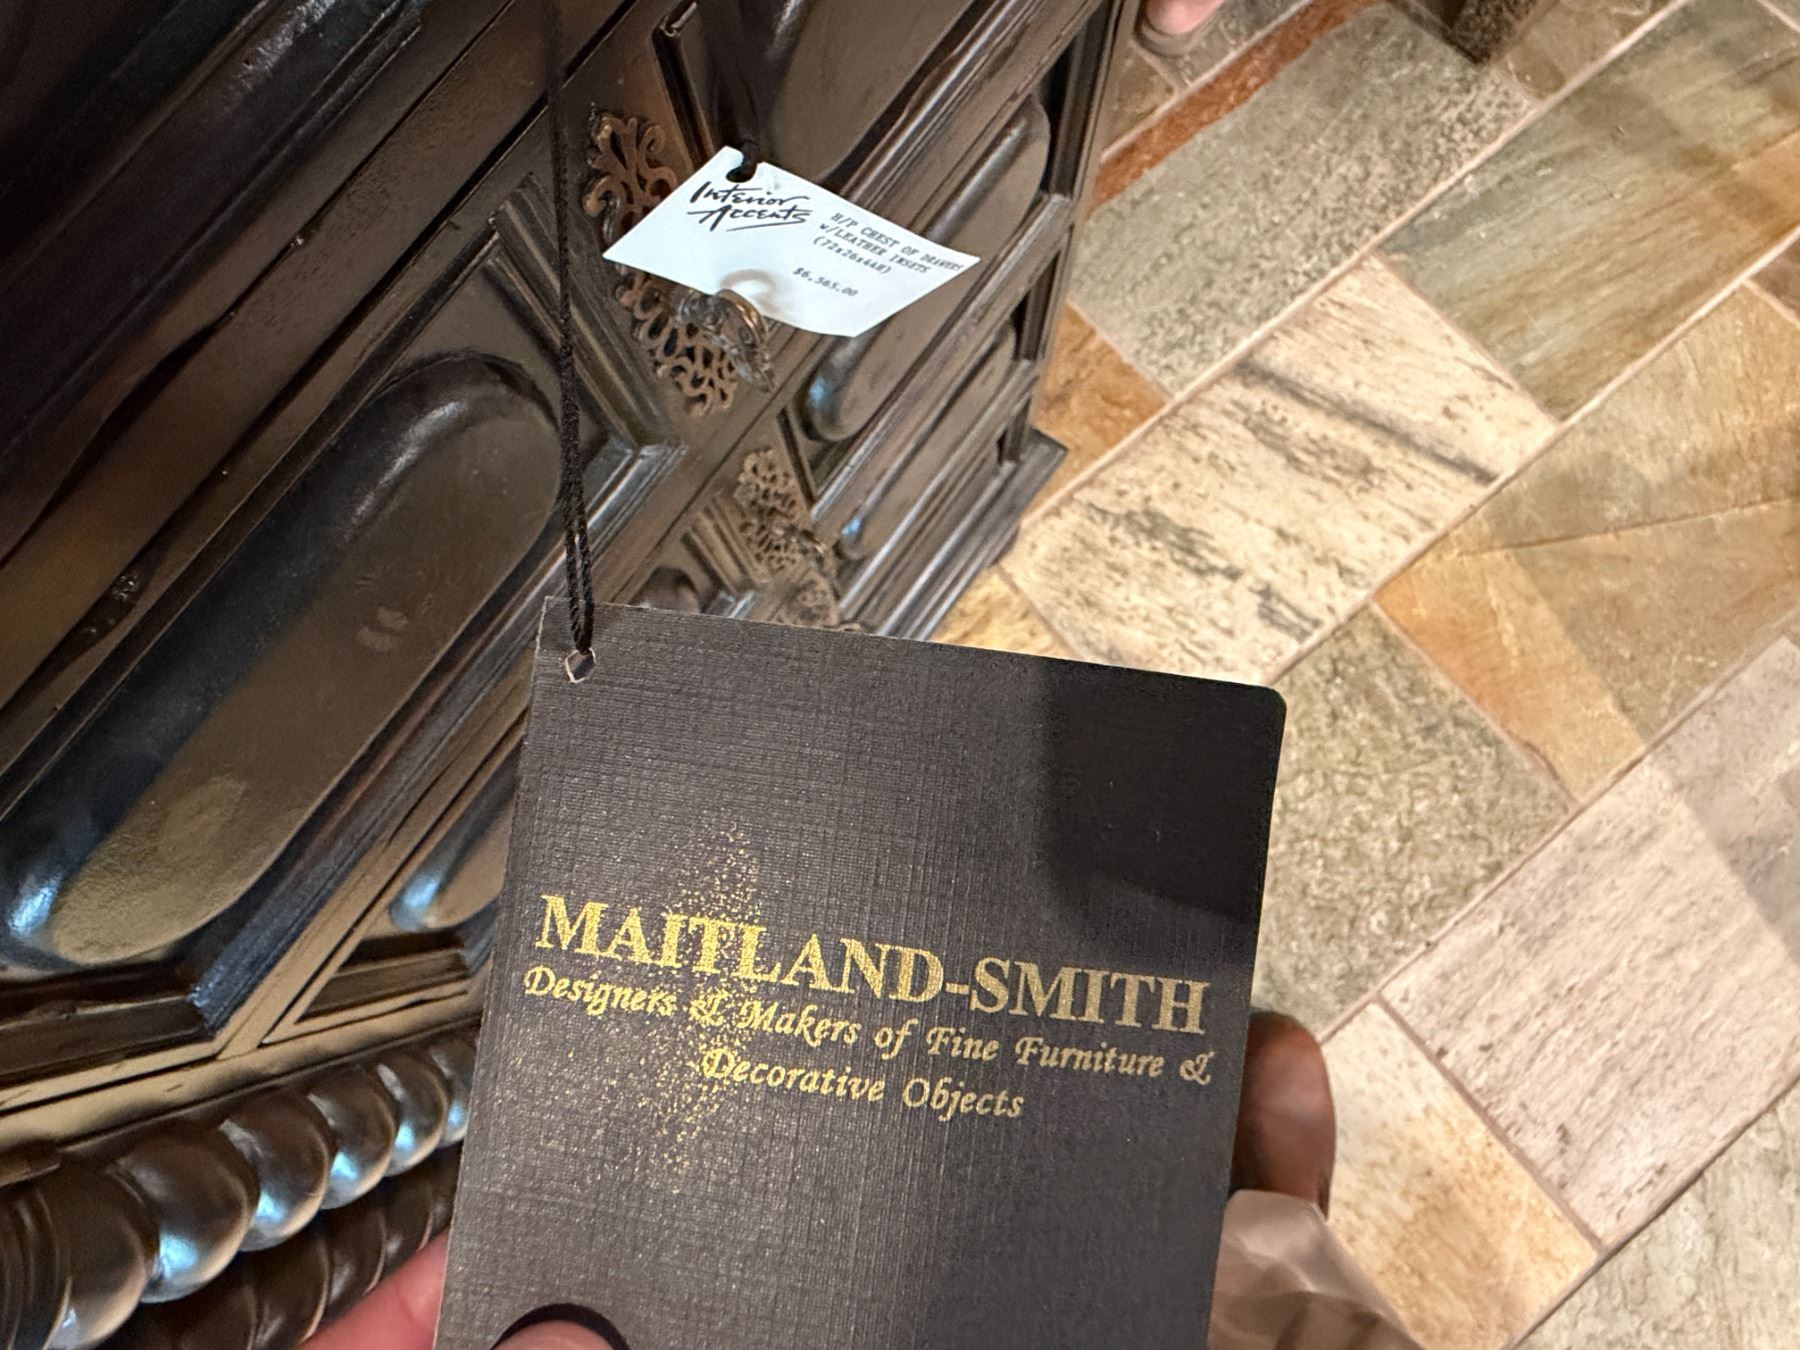 Interior
Accents
H/P CHEST OF DRAWERS
W/LEATHER INSETS
(72x26x44H)
$6,565.00
MAITLAND-SMITH
Designers & Makers of Fine Furniture &
Decorative Objects